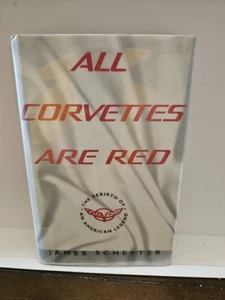 ALL
CORVETTES
ARE RED
THE REBIRTH OF
AN AMERICAN LEGEND
JAMES SCHEFTER